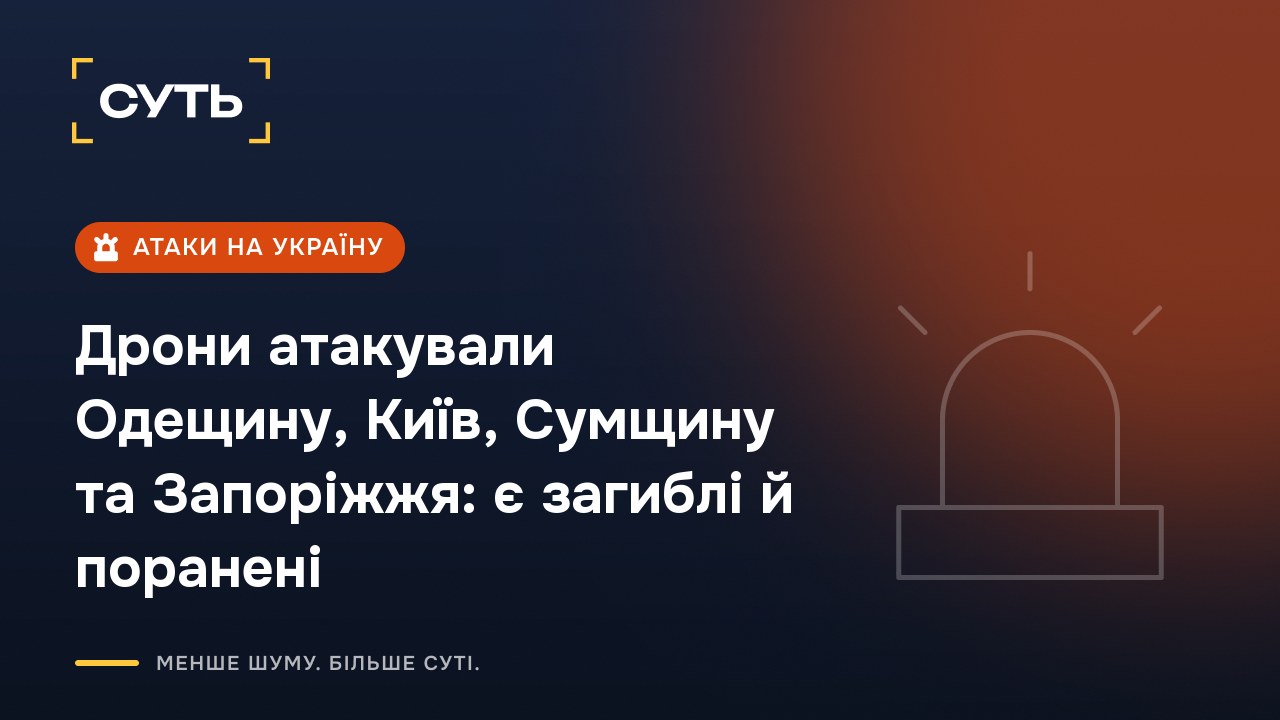 СУТЬ
АТАКИ НА УКРАЇНУ
Дрони атакували
Одещину, Київ, Сумщину
та Запоріжжя: є загиблі й
поранені
МЕНШЕ ШУМУ. БІЛЬШЕ СУТІ.